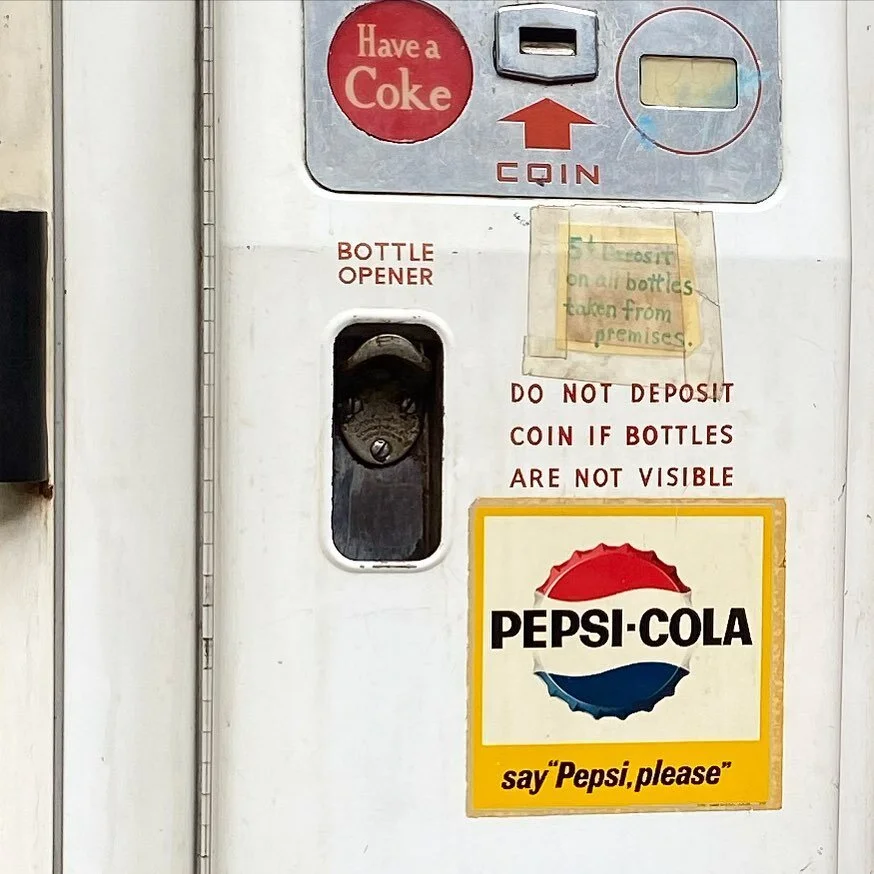 Have a
Coke
COIN
BOTTLE
OPENER
5¢ Deposit
on all bottles
taken from
premises.
DO NOT DEPOSIT
COIN IF BOTTLES
ARE NOT VISIBLE
PEPSI-COLA
say "Pepsi, please"